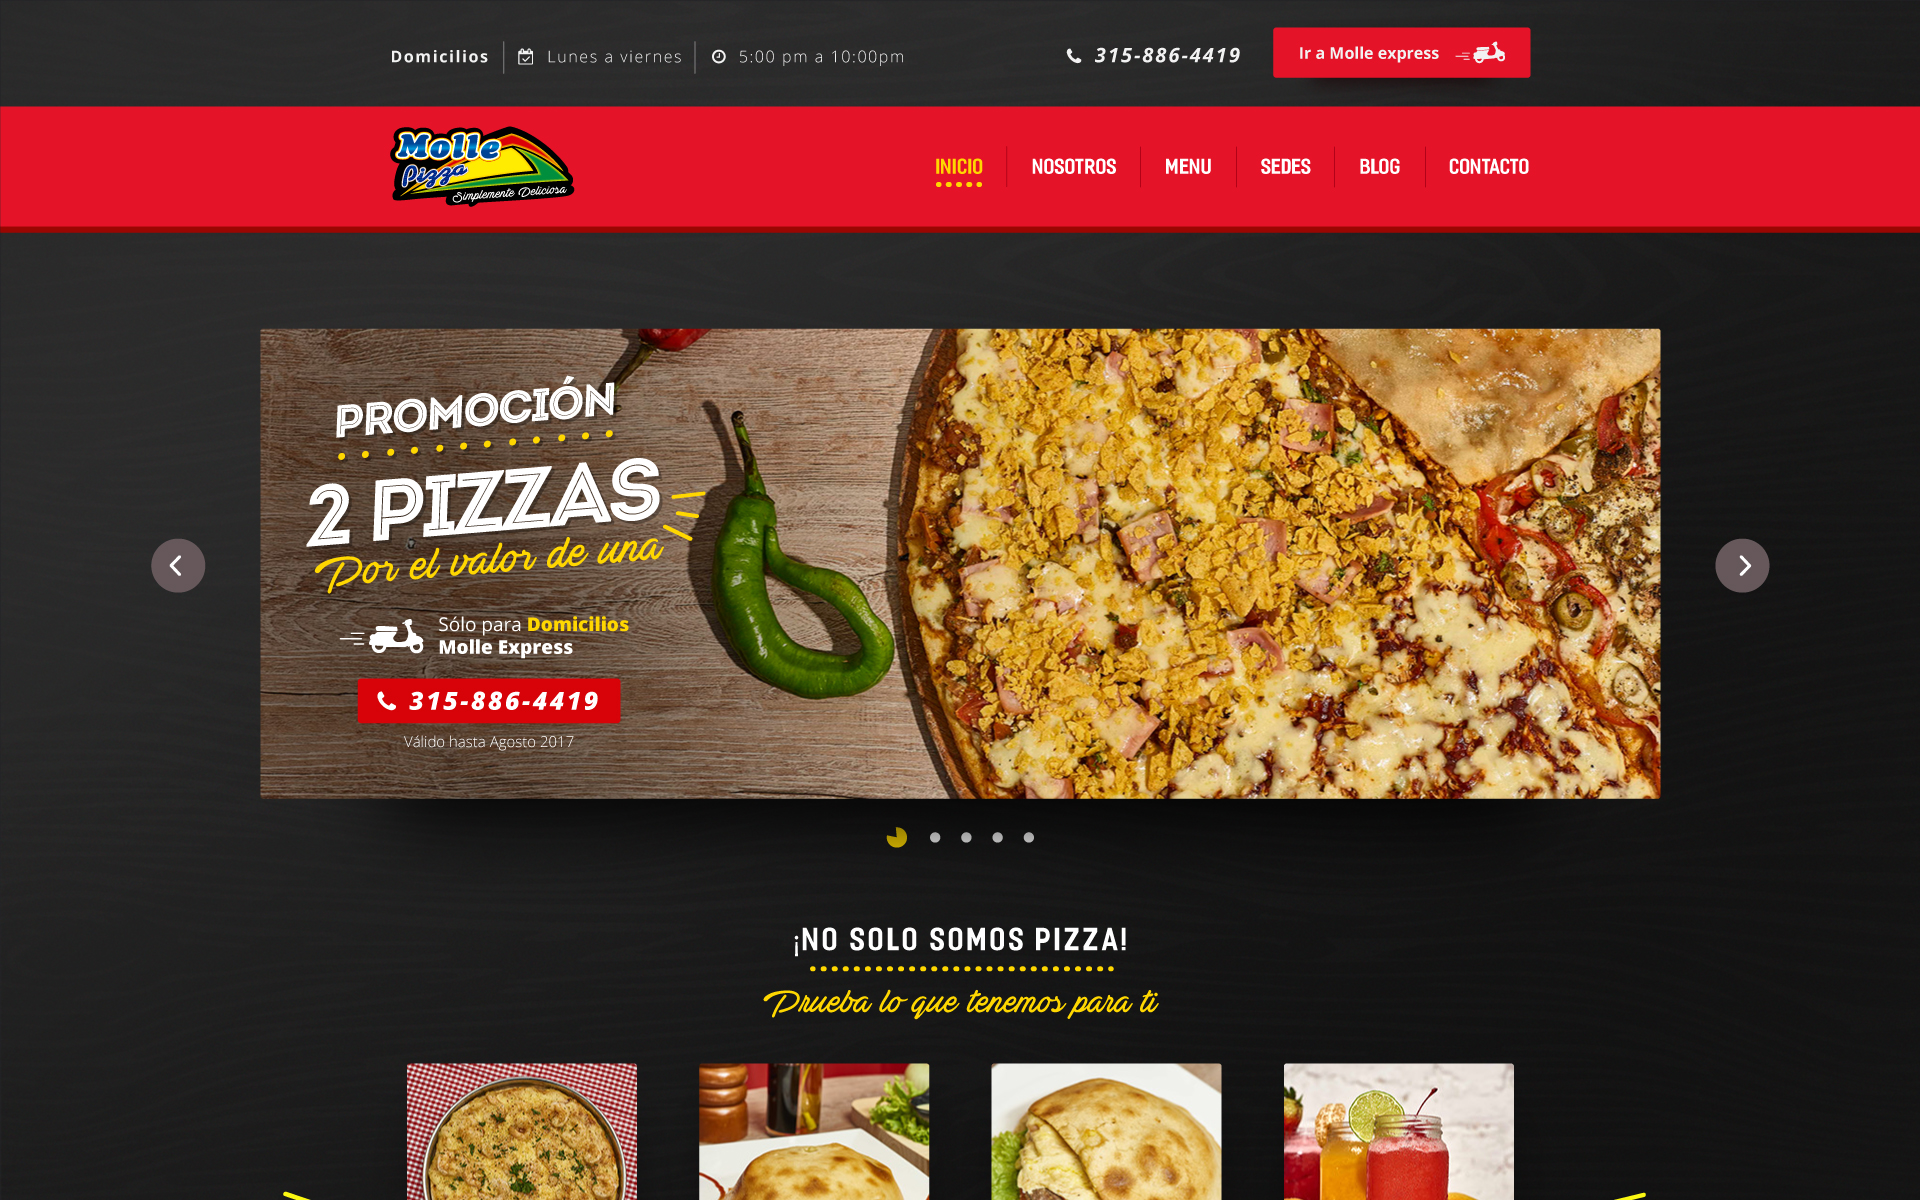 Domicilios
Lunes a viernes
5:00 pm a 10:00pm
315-886-4419
Ir a Molle express
Molle
Pizza
Simplemente Deliciosa
INICIO
NOSOTROS
MENU
SEDES
BLOG
CONTACTO
PROMOCIÓN
2 PIZZAS
Por el valor de una
Sólo para Domicilios
Molle Express
315-886-4419
Válido hasta Agosto 2017
¡NO SOLO SOMOS PIZZA!
Prueba lo que tenemos para ti